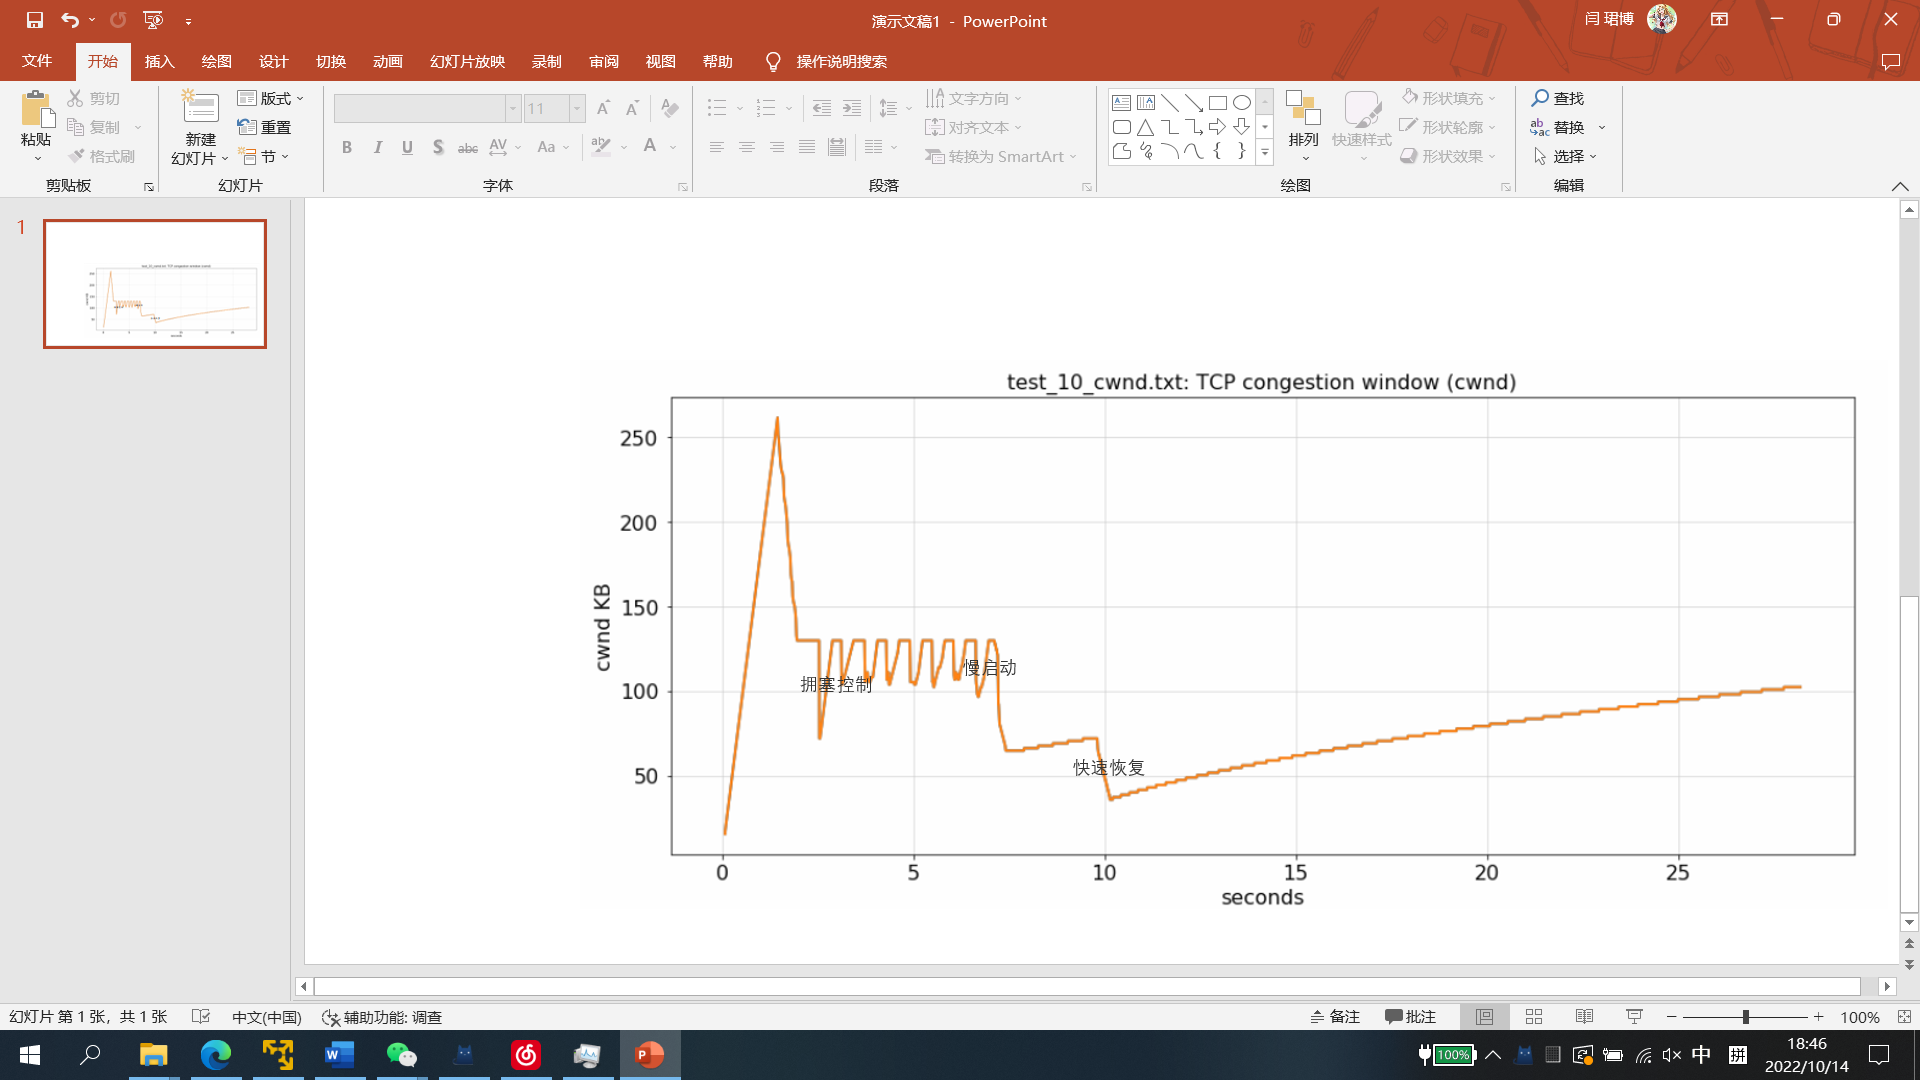 演示文稿1 - PowerPoint
闫 珺博
文件 开始 插入 绘图 设计 切换 动画 幻灯片放映 录制 审阅 视图 帮助 操作说明搜索
粘贴
剪切
复制
格式刷
剪贴板
新建
幻灯片
版式
重置
节
幻灯片
11
B I U S abc AV Aa ab A
字体
文字方向
对齐文本
转换为 SmartArt
段落
排列
快速样式
形状填充
形状轮廓
形状效果
绘图
查找
替换
选择
编辑
1
test_10_cwnd.txt: TCP congestion window (cwnd)
cwnd KB
250
200
150
100
50
拥塞控制
慢启动
快速恢复
0 5 10 15 20 25
seconds
幻灯片 第 1 张，共 1 张
中文(中国)
辅助功能: 调查
备注
批注
100%
100%
中
拼
18:46
2022/10/14